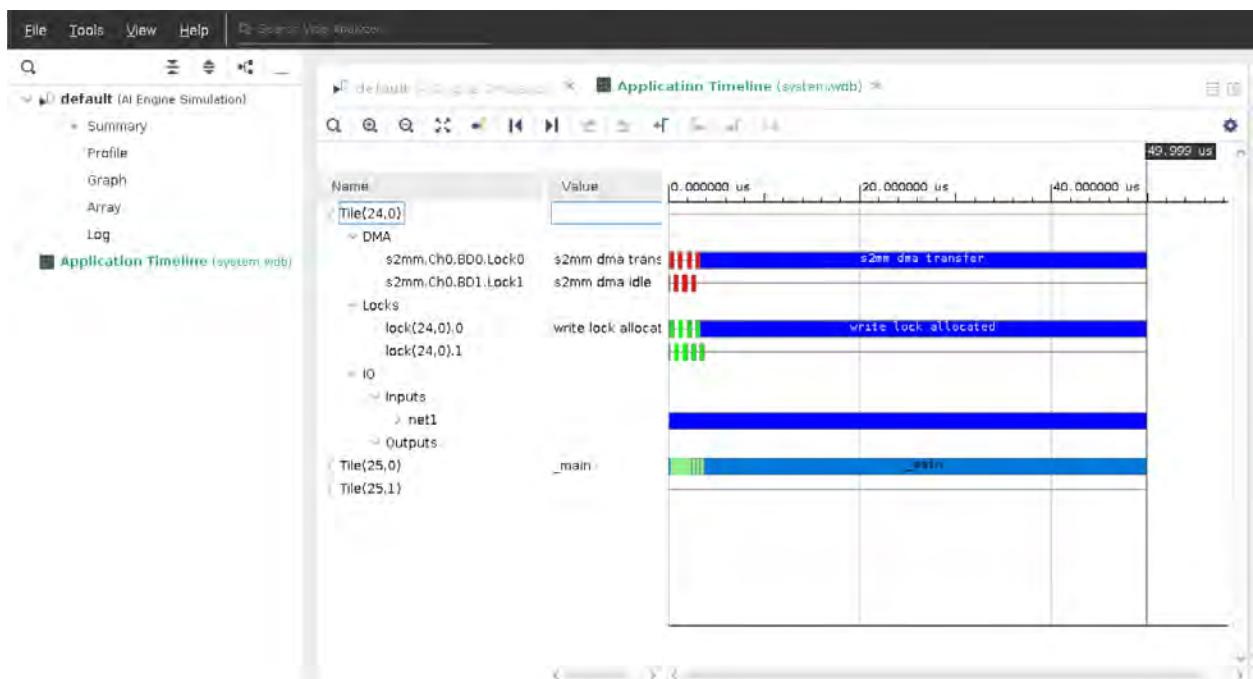 File Tools View Help
default (AI Engine Simulation)
Summary
Profile
Graph
Array
Log
Application Timeline (system.wdb)
default
Application Timeline (system.wdb)
49.999 us
Name Value 0.000000 us 20.000000 us 40.000000 us
Tile(24,0)
DMA
s2mm.Ch0.BD0.Lock0 s2mm dma trans s2mm dma transfer
s2mm.Ch0.BD1.Lock1 s2mm dma idle
Locks
lock(24,0).0 write lock allocat write lock allocated
lock(24,0).1
IO
Inputs
net1
Outputs
Tile(25,0) _main _main
Tile(25,1)